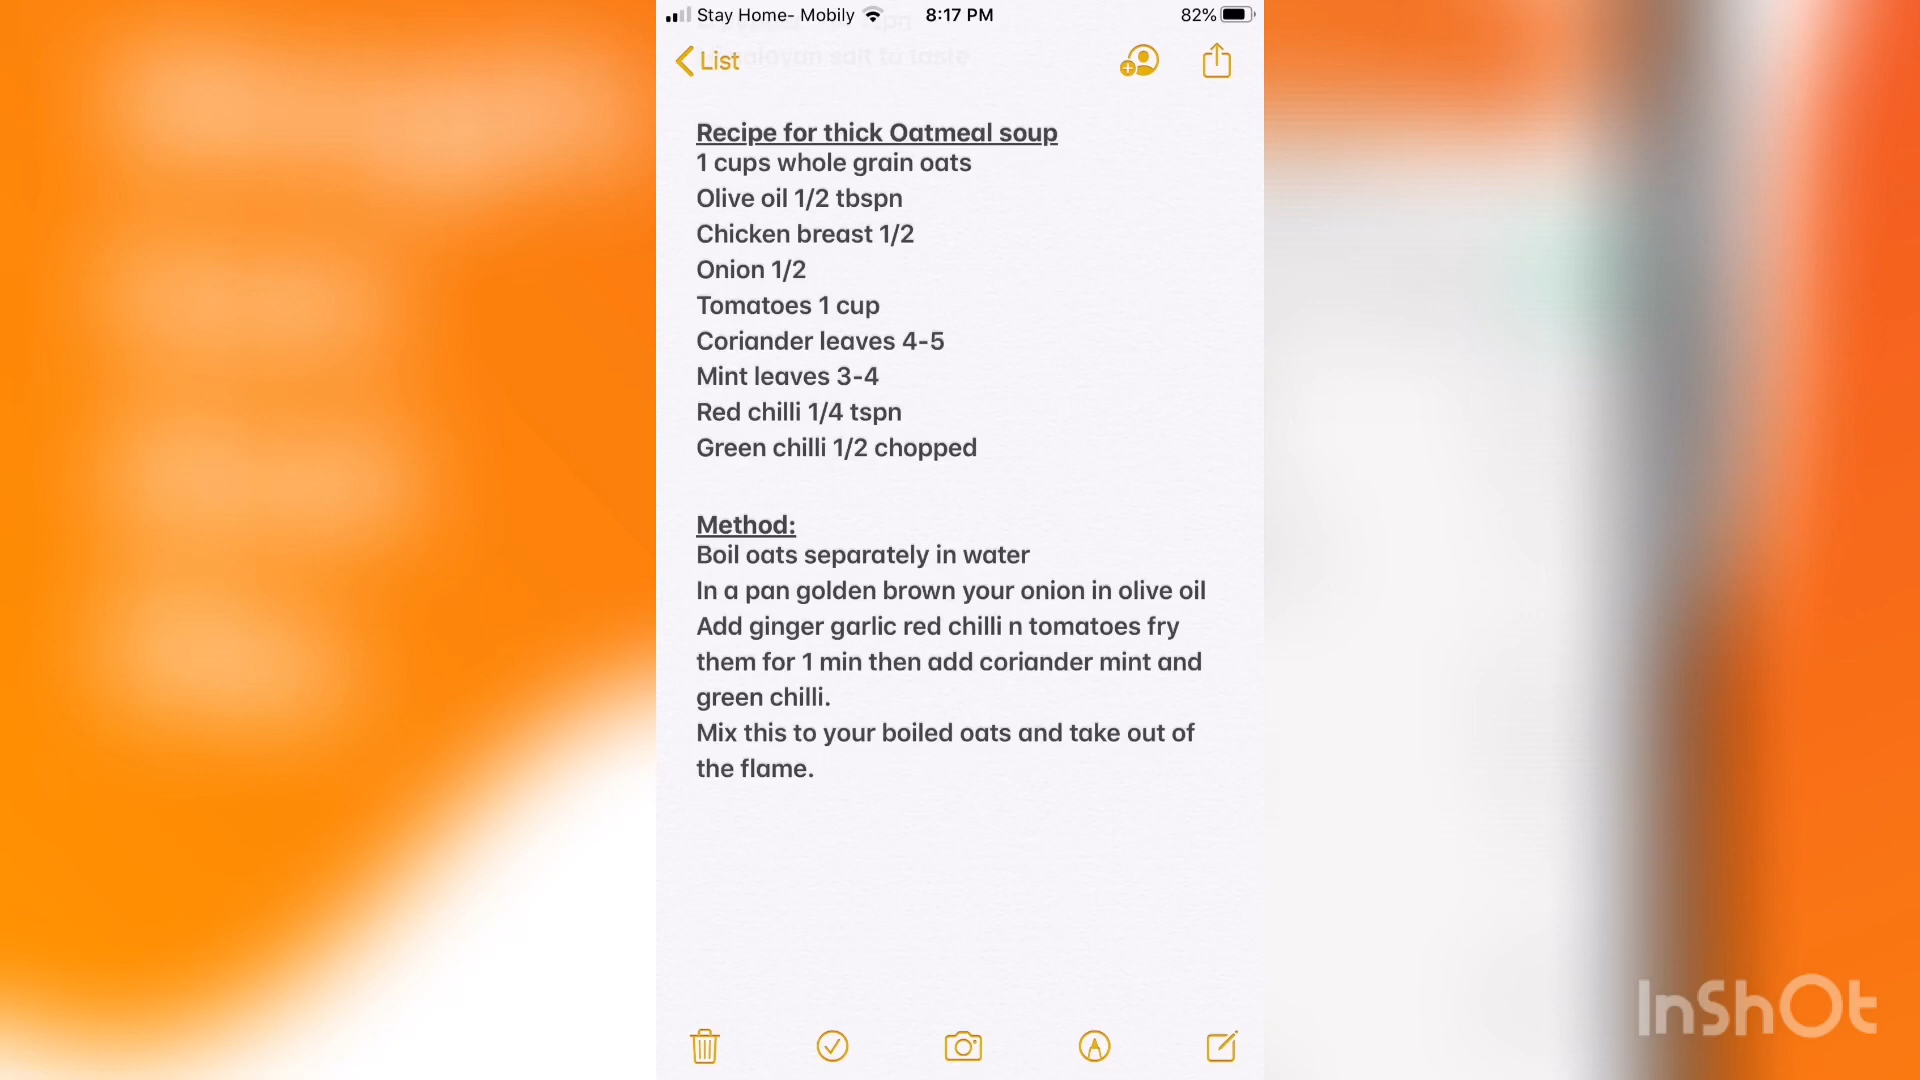 Stay Home- Mobily 8:17 PM 82%
List
salt to taste
Recipe for thick Oatmeal soup
1 cups whole grain oats
Olive oil 1/2 tbspn
Chicken breast 1/2
Onion 1/2
Tomatoes 1 cup
Coriander leaves 4-5
Mint leaves 3-4
Red chilli 1/4 tspn
Green chilli 1/2 chopped
Method:
Boil oats separately in water
In a pan golden brown your onion in olive oil
Add ginger garlic red chilli n tomatoes fry
them for 1 min then add coriander mint and
green chilli.
Mix this to your boiled oats and take out of
the flame.
InShOt